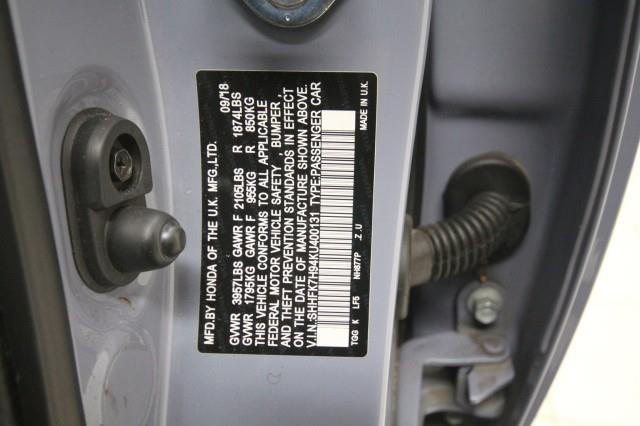 MFD.BY HONDA OF THE U.K. MFG.,LTD. 09/18
GVWR 3957LBS GAWR F 2105LBS R 1874LBS
GVWR 1795KG GAWR F 955KG R 850KG
THIS VEHICLE CONFORMS TO ALL APPLICABLE
FEDERAL MOTOR VEHICLE SAFETY, BUMPER,
AND THEFT PREVENTION STANDARDS IN EFFECT
ON THE DATE OF MANUFACTURE SHOWN ABOVE.
V.I.N.:SHHFK7H94KU400131 TYPE:PASSENGER CAR
TGG K LF5 NH877P .Z .U MADE IN U.K.